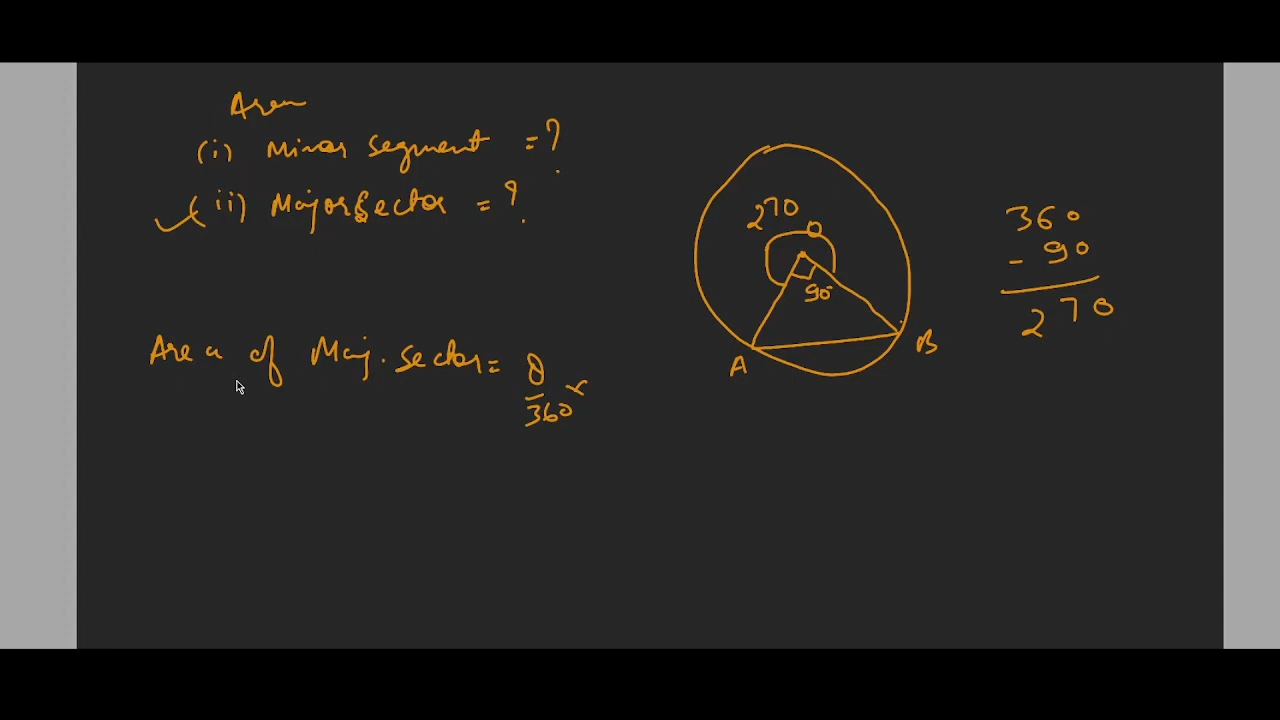 Area
(i) Minor segment = ?
(ii) Major Sector = ?
Area of Maj. sector = θ
360 ×
270
O
90°
A
B
360
- 90
270